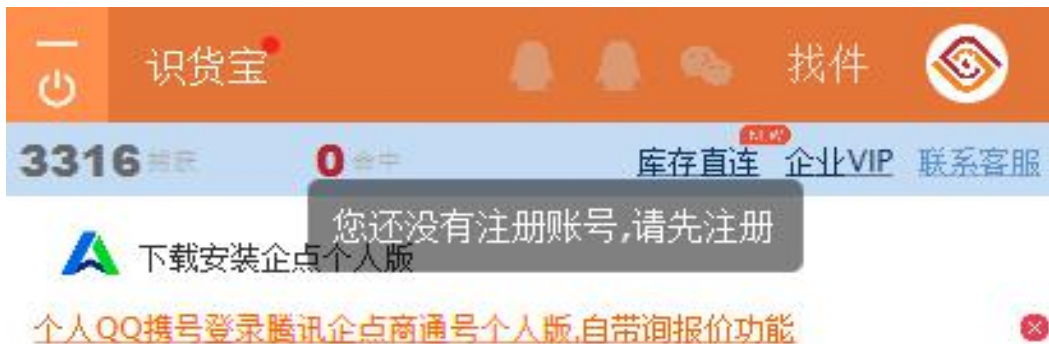 识货宝 找件
3316 0 NEW 库存直连 企业VIP 联系客服
您还没有注册账号,请先注册
下载安装企点个人版
个人QQ携号登录腾讯企点商通号个人版,自带询报价功能